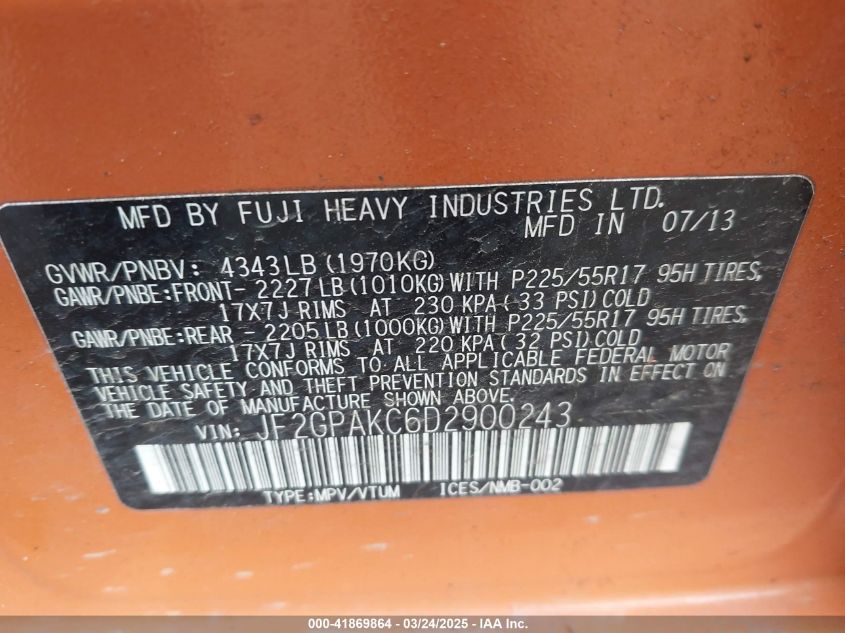 MFD BY FUJI HEAVY INDUSTRIES LTD.
MFD IN 07/13
GVWR/PNBV: 4343LB(1970KG)
GAWR/PNBE:FRONT- 2227LB(1010KG)WITH P225/55R17 95H TIRES,
17X7J RIMS AT 230 KPA(33 PSI)COLD
GAWR/PNBE:REAR - 2205LB(1000KG)WITH P225/55R17 95H TIRES,
17X7J RIMS AT 220 KPA(32 PSI)COLD
THIS VEHICLE CONFORMS TO ALL APPLICABLE FEDERAL MOTOR
VEHICLE SAFETY AND THEFT PREVENTION STANDARDS IN EFFECT ON
THE DATE OF MANUFACTURE SHOWN ABOVE.
VIN: JF2GPAKC6D2900243
TYPE:MPV/VTUM ICES/NMB-002
000-41869864 | 03/24/2025 - IAA Inc.